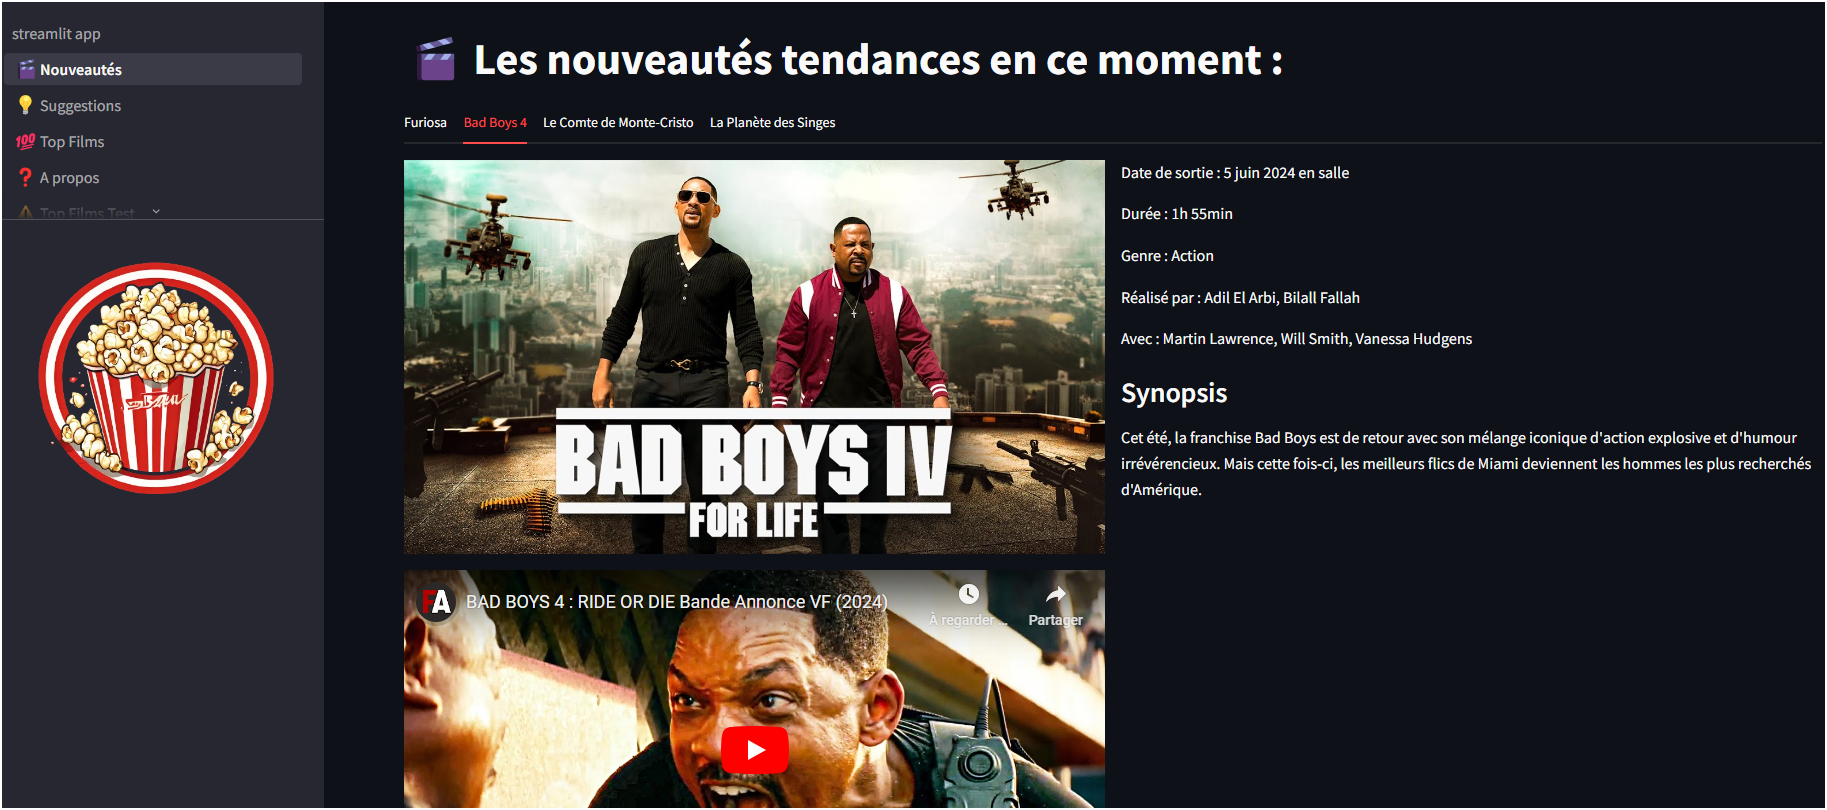 streamlit app
Nouveautés
Suggestions
Top Films
A propos
Top Films Test
Les nouveautés tendances en ce moment :
Furiosa
Bad Boys 4
Le Comte de Monte-Cristo
La Planète des Singes
BAD BOYS IV
FOR LIFE
Date de sortie : 5 juin 2024 en salle
Durée : 1h 55min
Genre : Action
Réalisé par : Adil El Arbi, Bilall Fallah
Avec : Martin Lawrence, Will Smith, Vanessa Hudgens
Synopsis
Cet été, la franchise Bad Boys est de retour avec son mélange iconique d'action explosive et d'humour
irrévérencieux. Mais cette fois-ci, les meilleurs flics de Miami deviennent les hommes les plus recherchés
d'Amérique.
FA
BAD BOYS 4 : RIDE OR DIE Bande Annonce VF (2024)
À regarder ...
Partager